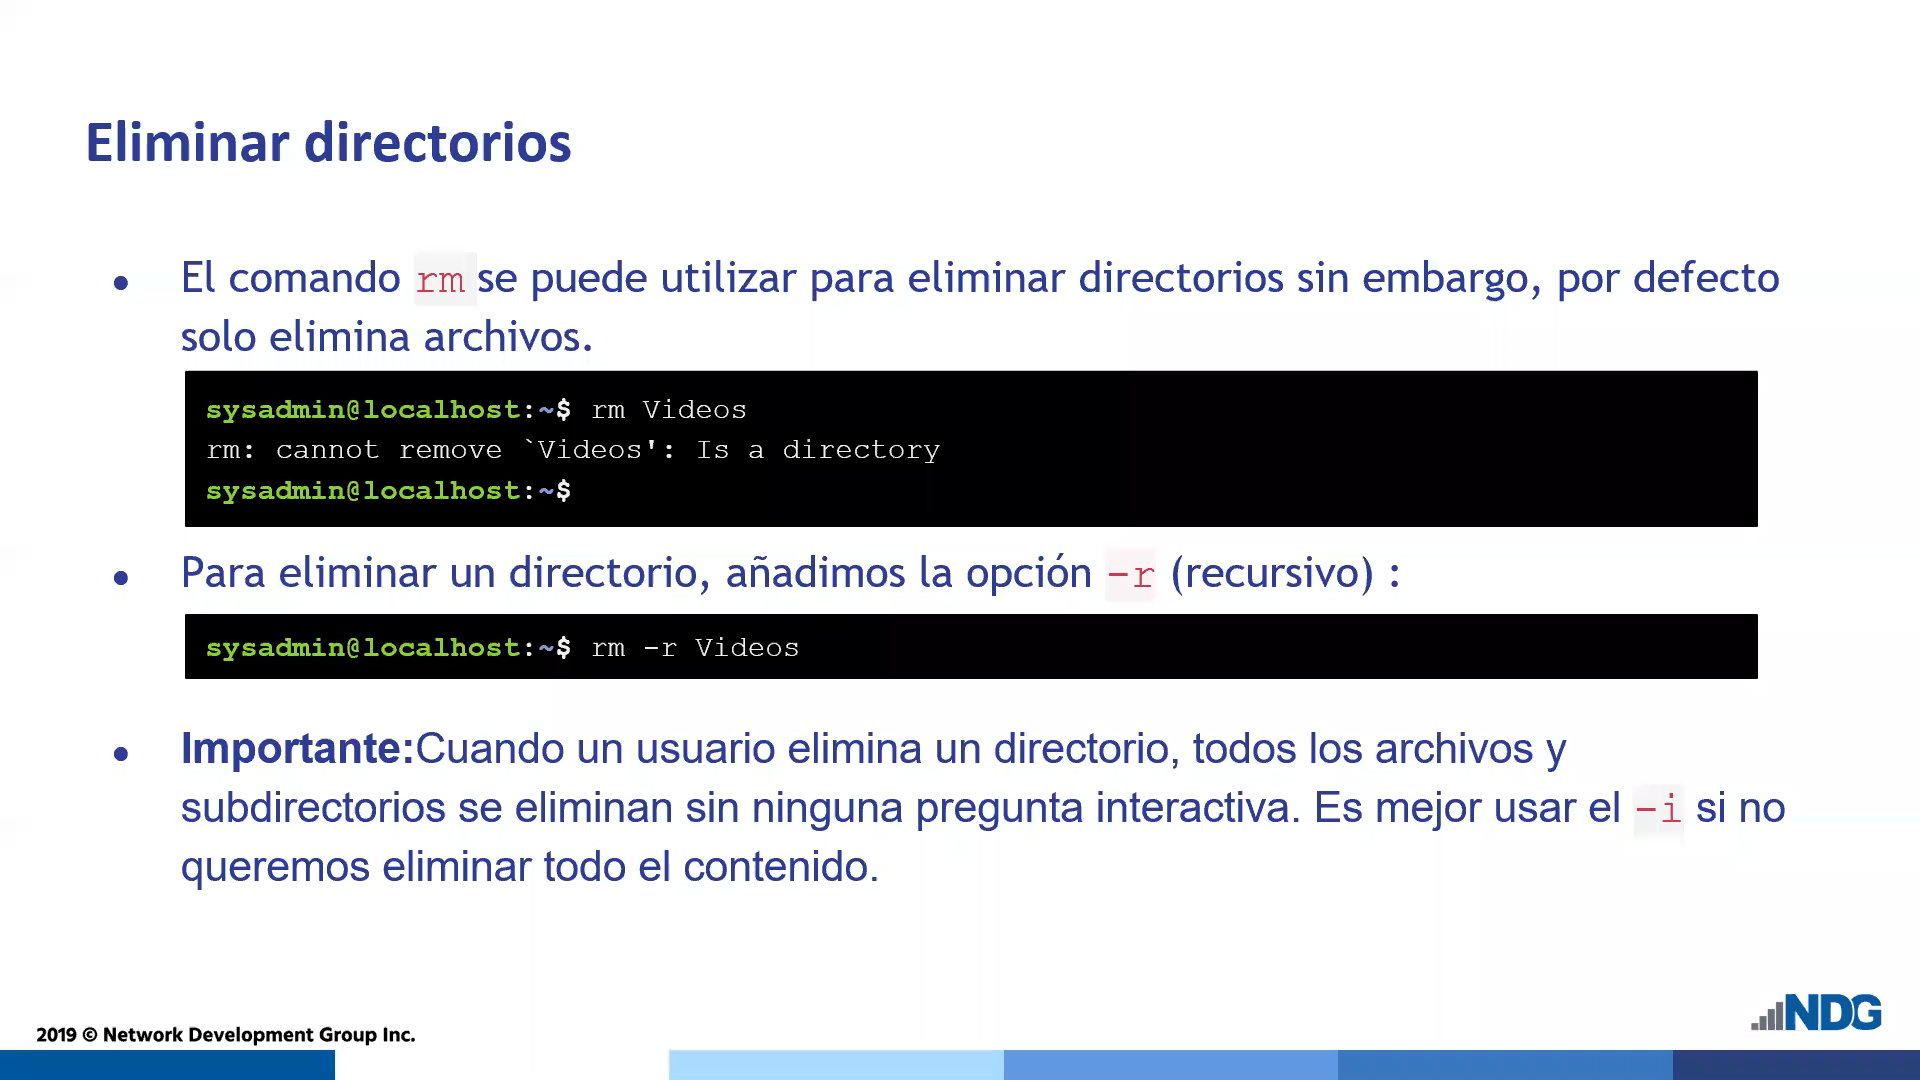 Eliminar directorios
● El comando rm se puede utilizar para eliminar directorios sin embargo, por defecto
solo elimina archivos.
sysadmin@localhost:~$ rm Videos
rm: cannot remove `Videos': Is a directory
sysadmin@localhost:~$
● Para eliminar un directorio, añadimos la opción -r (recursivo) :
sysadmin@localhost:~$ rm -r Videos
● Importante:Cuando un usuario elimina un directorio, todos los archivos y
subdirectorios se eliminan sin ninguna pregunta interactiva. Es mejor usar el -i si no
queremos eliminar todo el contenido.
NDG
2019 © Network Development Group Inc.